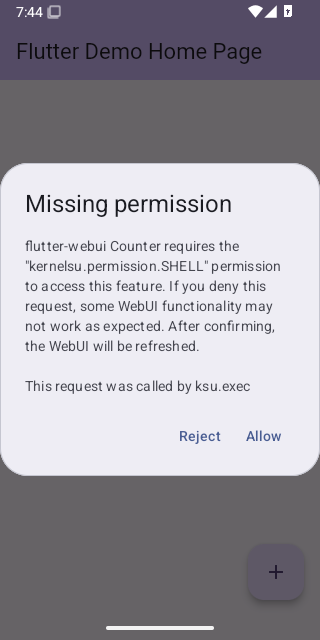 7:44
Flutter Demo Home Page
Missing permission
flutter-webui Counter requires the
"kernelsu.permission.SHELL" permission
to access this feature. If you deny this
request, some WebUI functionality may
not work as expected. After confirming,
the WebUI will be refreshed.
This request was called by ksu.exec
Reject Allow
+